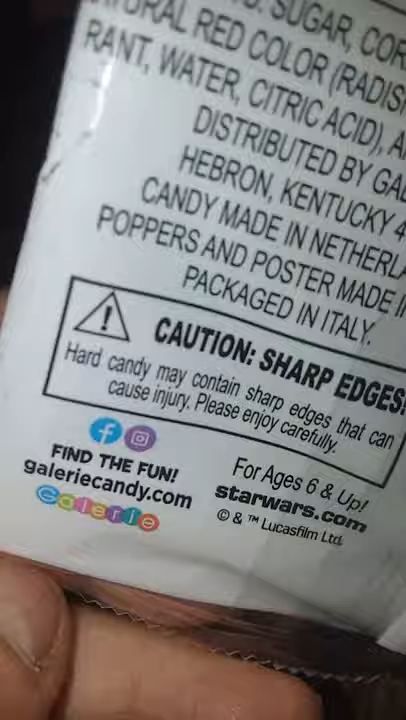 SUGAR, COR
RED COLOR (RADIS
RANT, WATER, CITRIC ACID), A
DISTRIBUTED BY GAL
HEBRON, KENTUCKY 4
CANDY MADE IN NETHERLA
POPPERS AND POSTER MADE I
PACKAGED IN ITALY.
CAUTION: SHARP EDGES!
Hard candy may contain sharp edges that can
cause injury. Please enjoy carefully.
FIND THE FUN!
galeriecandy.com
Galerie
For Ages 6 & Up!
starwars.com
© & ™ Lucasfilm Ltd.